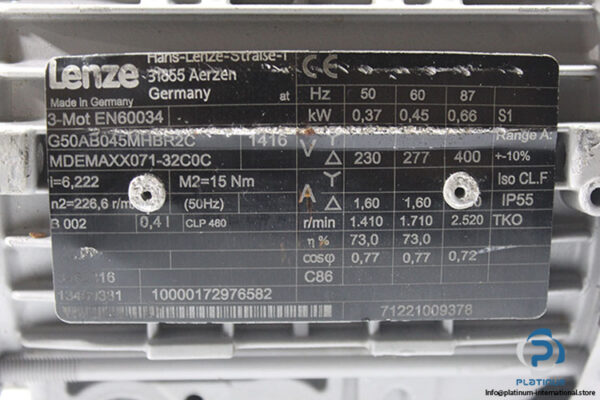 Lenze
Hans-Lenze-Straße-1
31855 Aerzen
Germany
Made in Germany
at
CE
Hz 50 60 87
3-Mot EN60034
kW 0,37 0,45 0,66 S1
G50AB045MHBR2C 1416
V Y Range A:
MDEMAXX071-32C0C
Δ 230 277 400 +-10%
i=6,222 M2=15 Nm
A Y Iso CL.F
n2=226,6 r/m (50Hz)
Δ 1,60 1,60 IP55
B 002 0,4 l CLP 460
r/min 1.410 1.710 2.520 TKO
η % 73,0 73,0
cosφ 0,77 0,77 0,72
C86
10000172976582
71221009378
PLATINUM
info@platinum-international.store